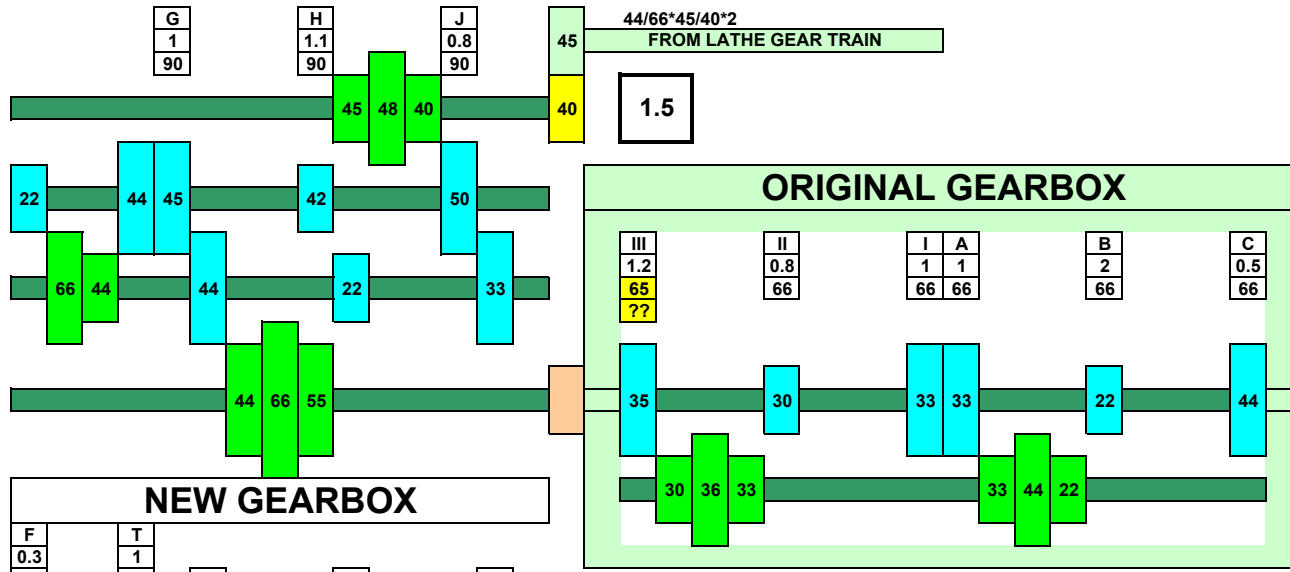 G H J 44/66*45/40*2
1 1.1 0.8 45 FROM LATHE GEAR TRAIN
90 90 90
45 48 40 40 1.5
22 44 45 42 50 ORIGINAL GEARBOX
III II I A B C
1.2 0.8 1 1 2 0.5
66 44 44 22 33 65 66 66 66 66 66
??
44 66 55 35 30 33 33 22 44
NEW GEARBOX 30 36 33 33 44 22
F T
0.3 1